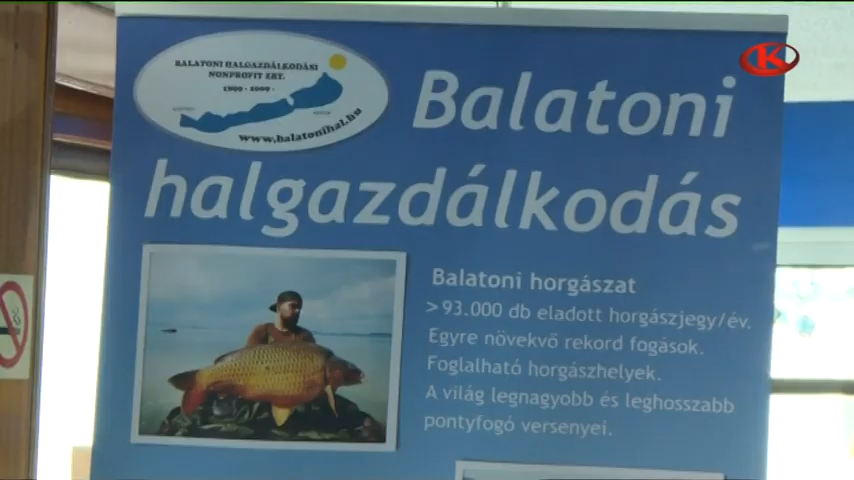 BALATONI HALGAZDÁLKODÁSI
NONPROFIT ZRT.
www.balatonihal.hu
K
Balatoni
halgazdálkodás
Balatoni horgászat
>93.000 db eladott horgászjegy/év.
Egyre növekvő rekord fogások.
Foglalható horgászhelyek.
A világ legnagyobb és leghosszabb
pontyfogó versenyei.